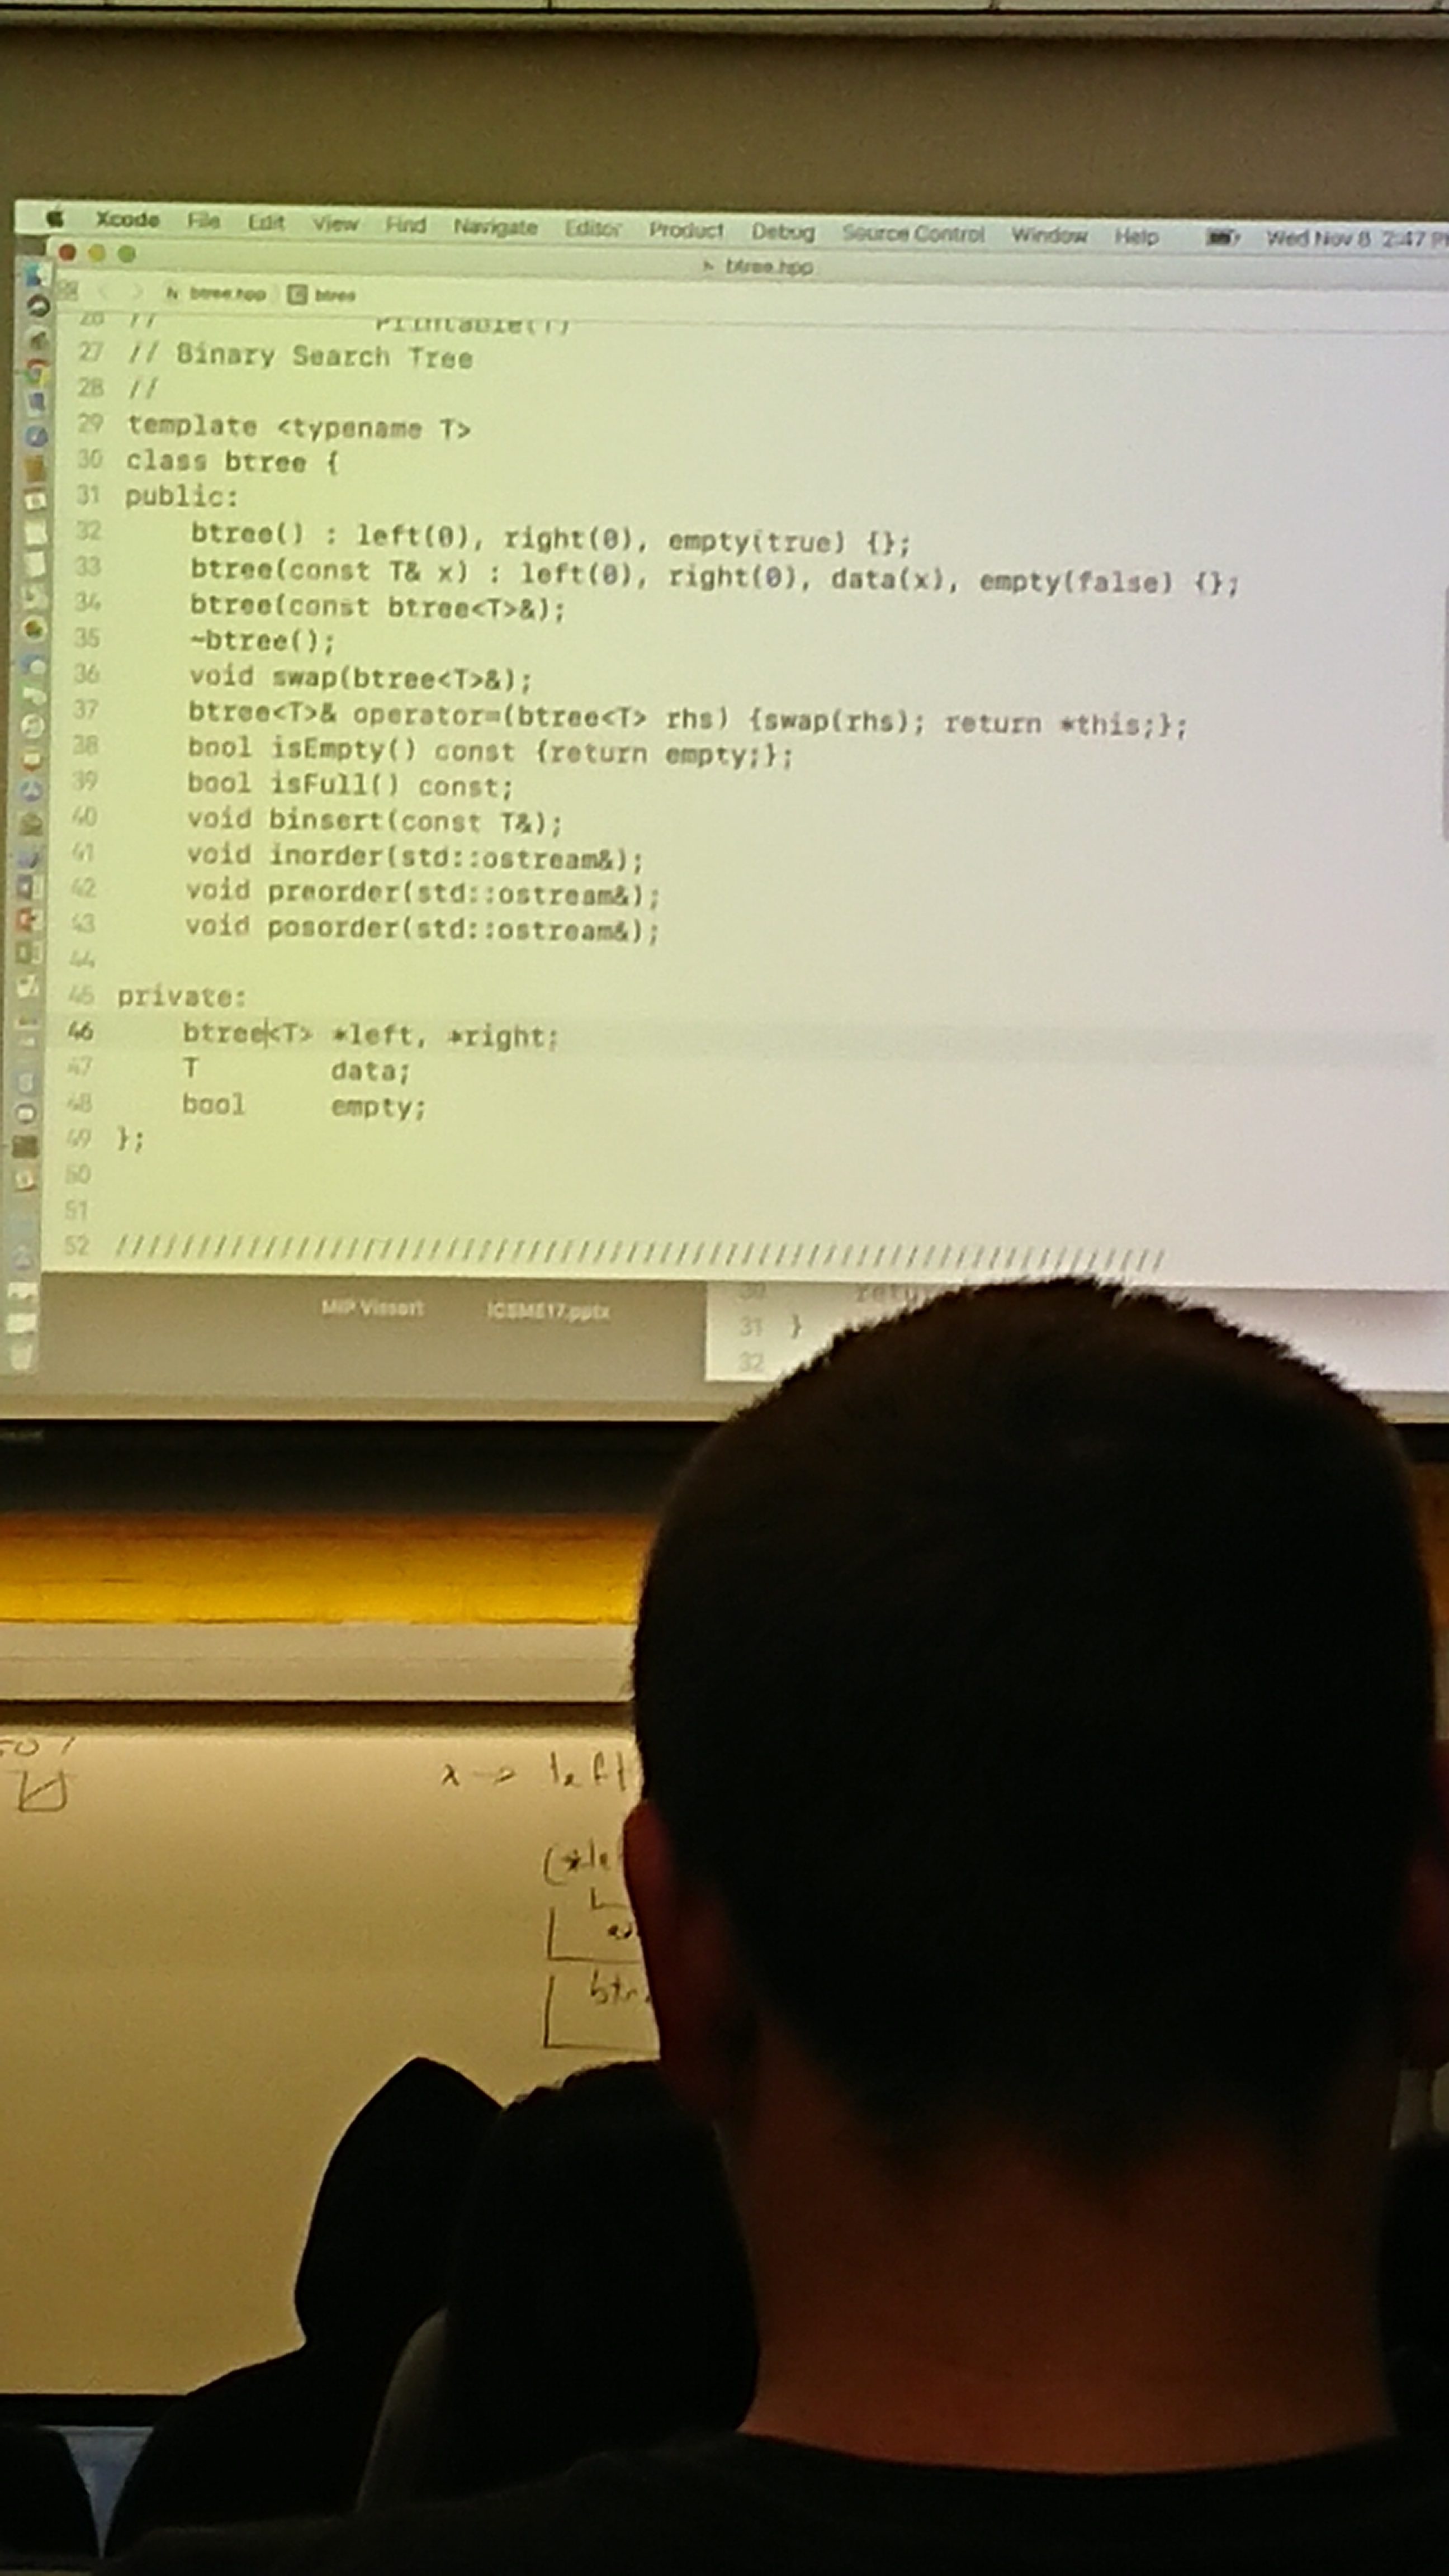 Xcode File Edit View Find Navigate Editor Product Debug Source Control Window Help Wed Nov 8 2:47
btree.hpp
btree.hpp btree
26 // Printable(T)
27 // Binary Search Tree
28 //
29 template <typename T>
30 class btree {
31 public:
32 btree() : left(0), right(0), empty(true) {};
33 btree(const T& x) : left(0), right(0), data(x), empty(false) {};
34 btree(const btree<T>&);
35 ~btree();
36 void swap(btree<T>&);
37 btree<T>& operator=(btree<T> rhs) {swap(rhs); return *this;};
38 bool isEmpty() const {return empty;};
39 bool isFull() const;
40 void binsert(const T&);
41 void inorder(std::ostream&);
42 void preorder(std::ostream&);
43 void posorder(std::ostream&);
44
45 private:
46 btree<T> *left, *right;
47 T data;
48 bool empty;
49 };
50
51
52 /////////////////////////////////////////////////////////////////
ICSME17.pptx
30 retu
31 }
32
left
(*le
btr